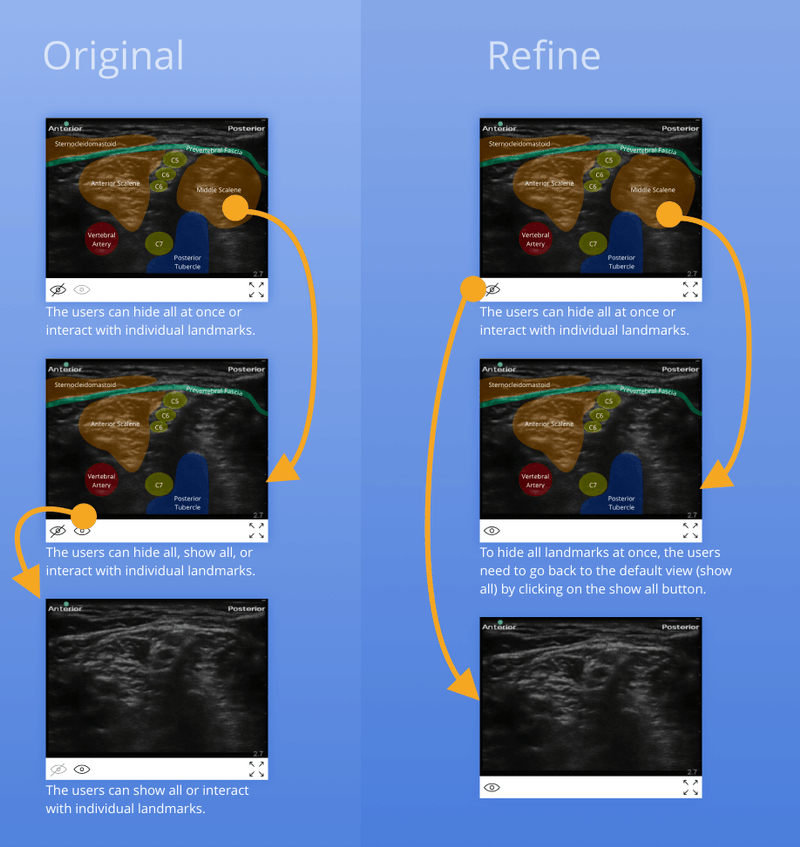 Original
Anterior
Posterior
Sternocleidomastoid
Prevertebral Fascia
C5
C6
C6
Anterior Scalene
Middle Scalene
Vertebral
Artery
C7
Posterior
Tubercle
2.7
The users can hide all at once or
interact with individual landmarks.
Anterior
Posterior
Sternocleidomastoid
Prevertebral Fascia
C5
C6
C6
Anterior Scalene
Vertebral
Artery
C7
Posterior
Tubercle
2.7
The users can hide all, show all, or
interact with individual landmarks.
Anterior
Posterior
2.7
The users can show all or interact
with individual landmarks.
Refine
Anterior
Posterior
Sternocleidomastoid
Prevertebral Fascia
C5
C6
C6
Anterior Scalene
Middle Scalene
Vertebral
Artery
C7
Posterior
Tubercle
2.7
The users can hide all at once or
interact with individual landmarks.
Anterior
Posterior
Sternocleidomastoid
Prevertebral Fascia
C5
C6
C6
Anterior Scalene
Vertebral
Artery
C7
Posterior
Tubercle
2.7
To hide all landmarks at once, the users
need to go back to the default view (show
all) by clicking on the show all button.
Anterior
Posterior
2.7